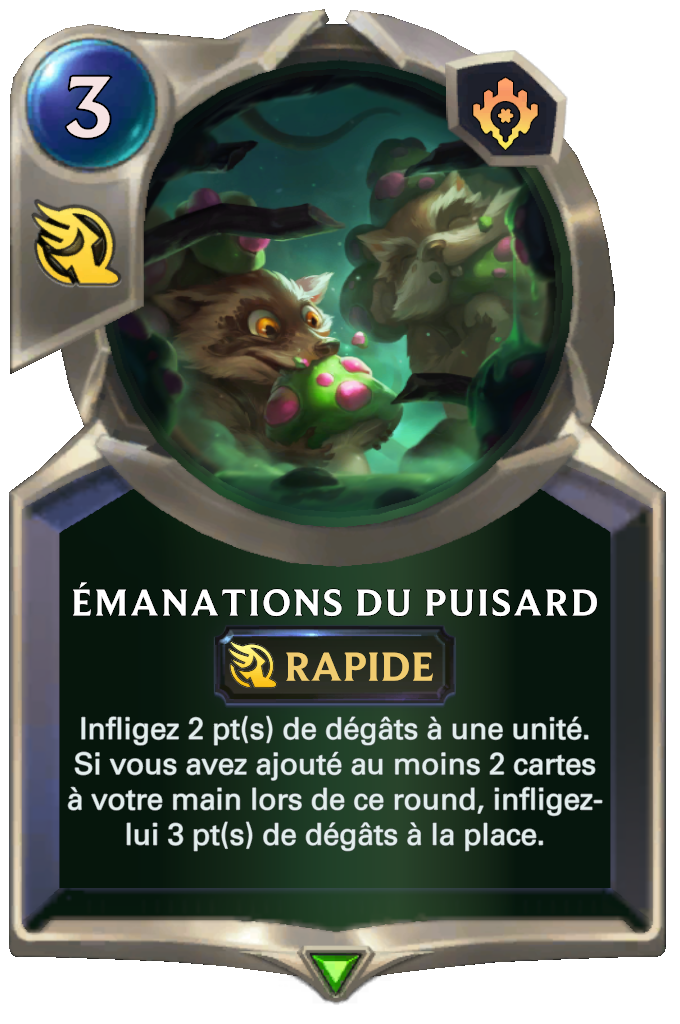 3
ÉMANATIONS DU PUISARD
RAPIDE
Infligez 2 pt(s) de dégâts à une unité.
Si vous avez ajouté au moins 2 cartes
à votre main lors de ce round, infligez-
lui 3 pt(s) de dégâts à la place.